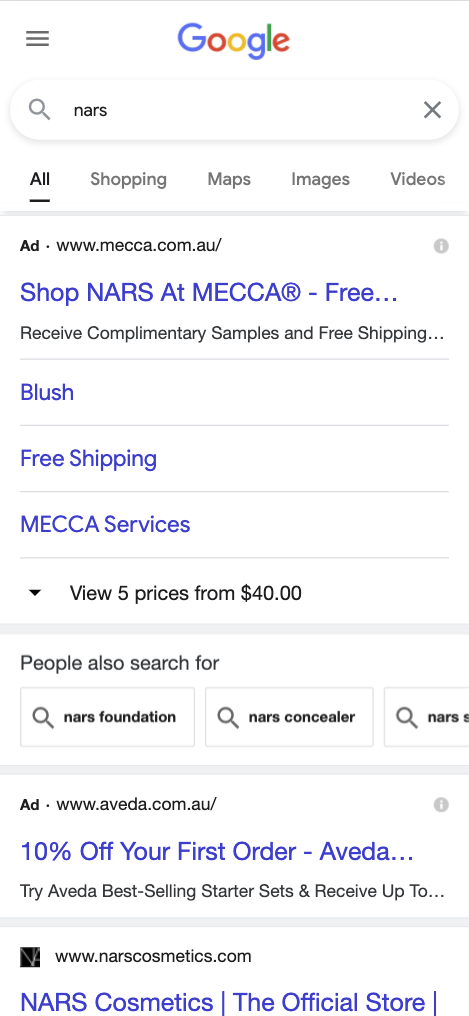 Google
nars
All Shopping Maps Images Videos
Ad · www.mecca.com.au/
Shop NARS At MECCA® - Free...
Receive Complimentary Samples and Free Shipping...
Blush
Free Shipping
MECCA Services
View 5 prices from $40.00
People also search for
nars foundation nars concealer nars s
Ad · www.aveda.com.au/
10% Off Your First Order - Aveda...
Try Aveda Best-Selling Starter Sets & Receive Up To...
www.narscosmetics.com
NARS Cosmetics | The Official Store |